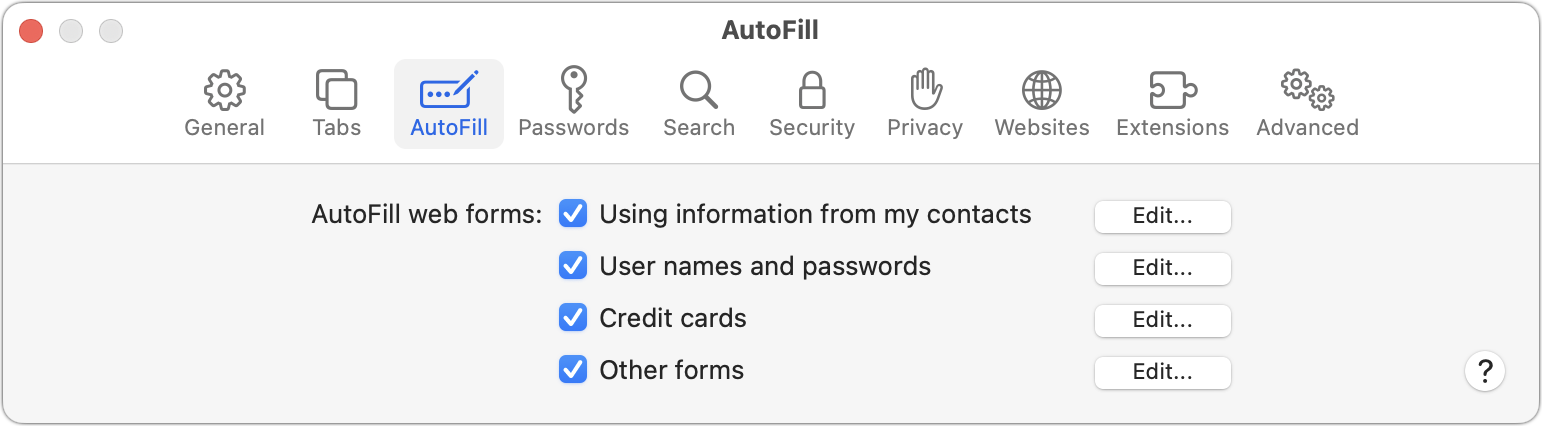 AutoFill
General Tabs AutoFill Passwords Search Security Privacy Websites Extensions Advanced
AutoFill web forms: Using information from my contacts Edit...
User names and passwords Edit...
Credit cards Edit...
Other forms Edit...
?